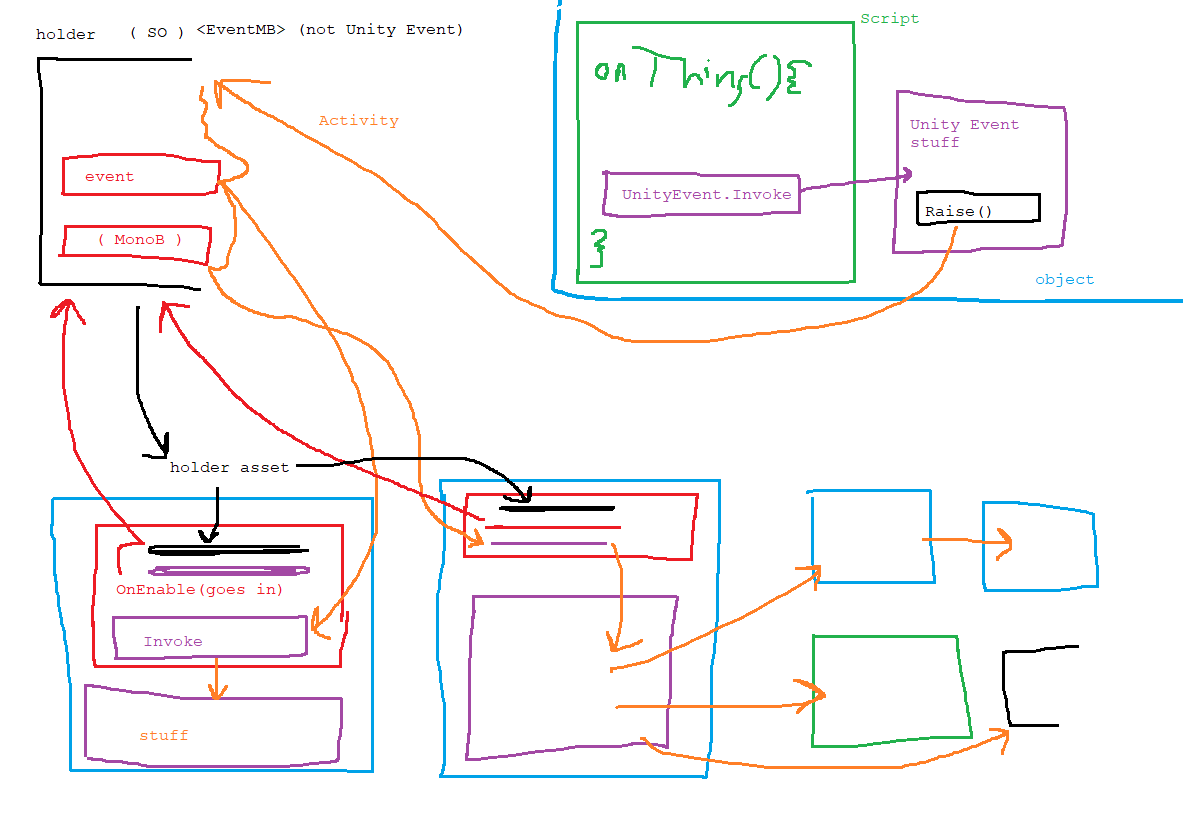 holder ( SO ) <EventMB> (not Unity Event)
Script
onThing(){
Activity
Unity Event
stuff
event
UnityEvent.Invoke
Raise()
( MonoB )
}
object
holder asset
OnEnable(goes in)
Invoke
stuff